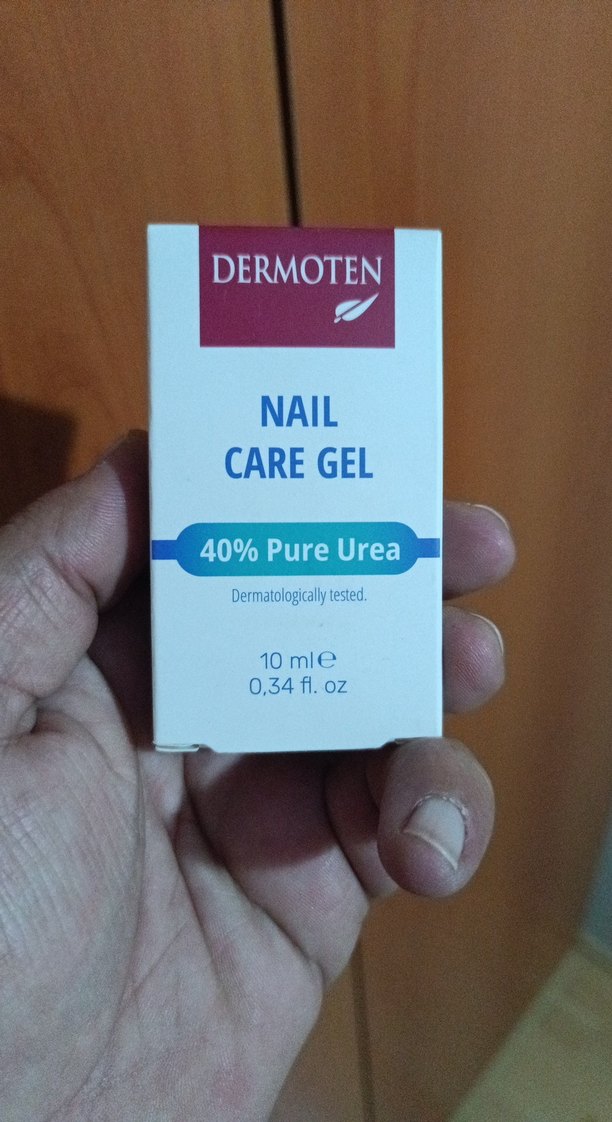 DERMOTEN
NAIL
CARE GEL
40% Pure Urea
Dermatologically tested.
10 ml℮
0,34 fl. oz